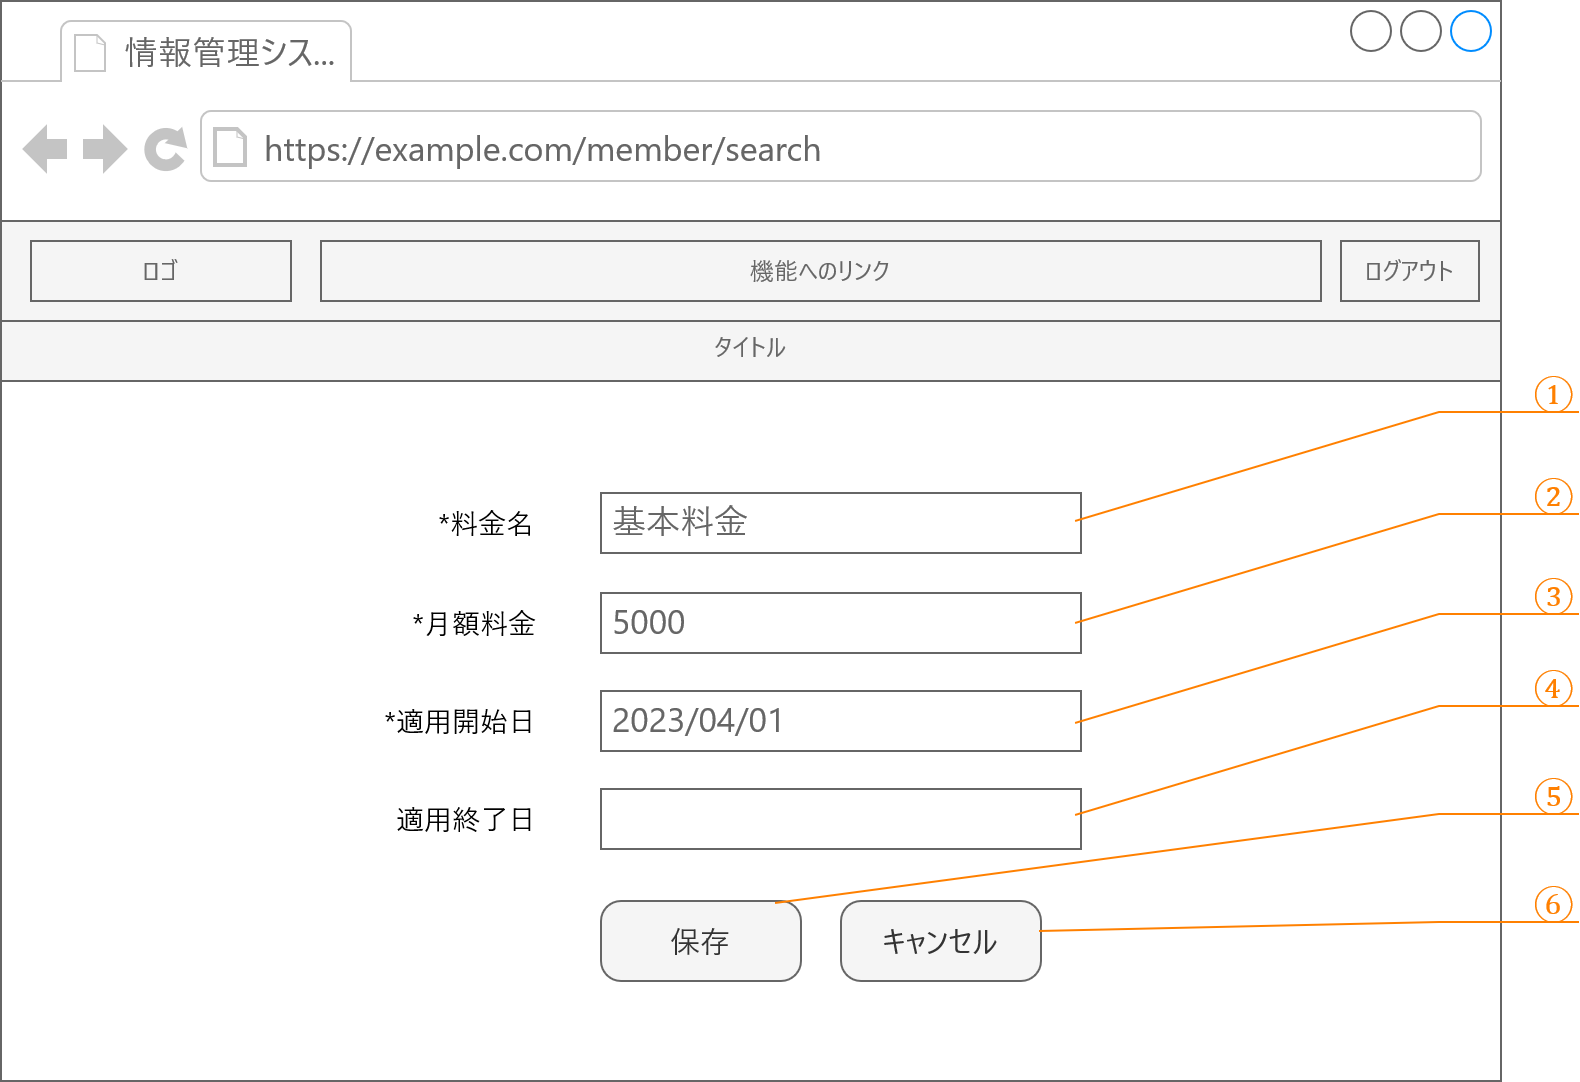 情報管理シス...
https://example.com/member/search
ロゴ 機能へのリンク ログアウト
タイトル
①
*料金名 基本料金
②
*月額料金 5000
③
*適用開始日 2023/04/01
④
適用終了日
⑤
保存 キャンセル
⑥